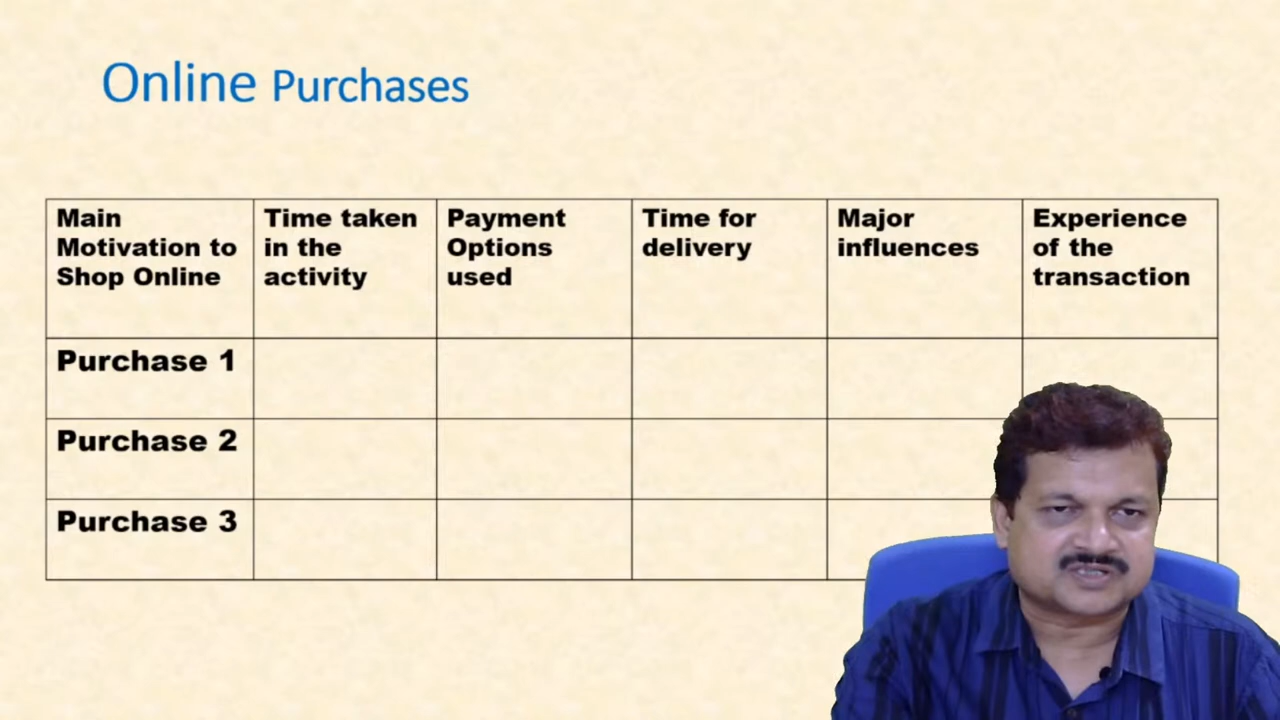 Online Purchases
Main Motivation to Shop Online
Time taken in the activity
Payment Options used
Time for delivery
Major influences
Experience of the transaction
Purchase 1
Purchase 2
Purchase 3